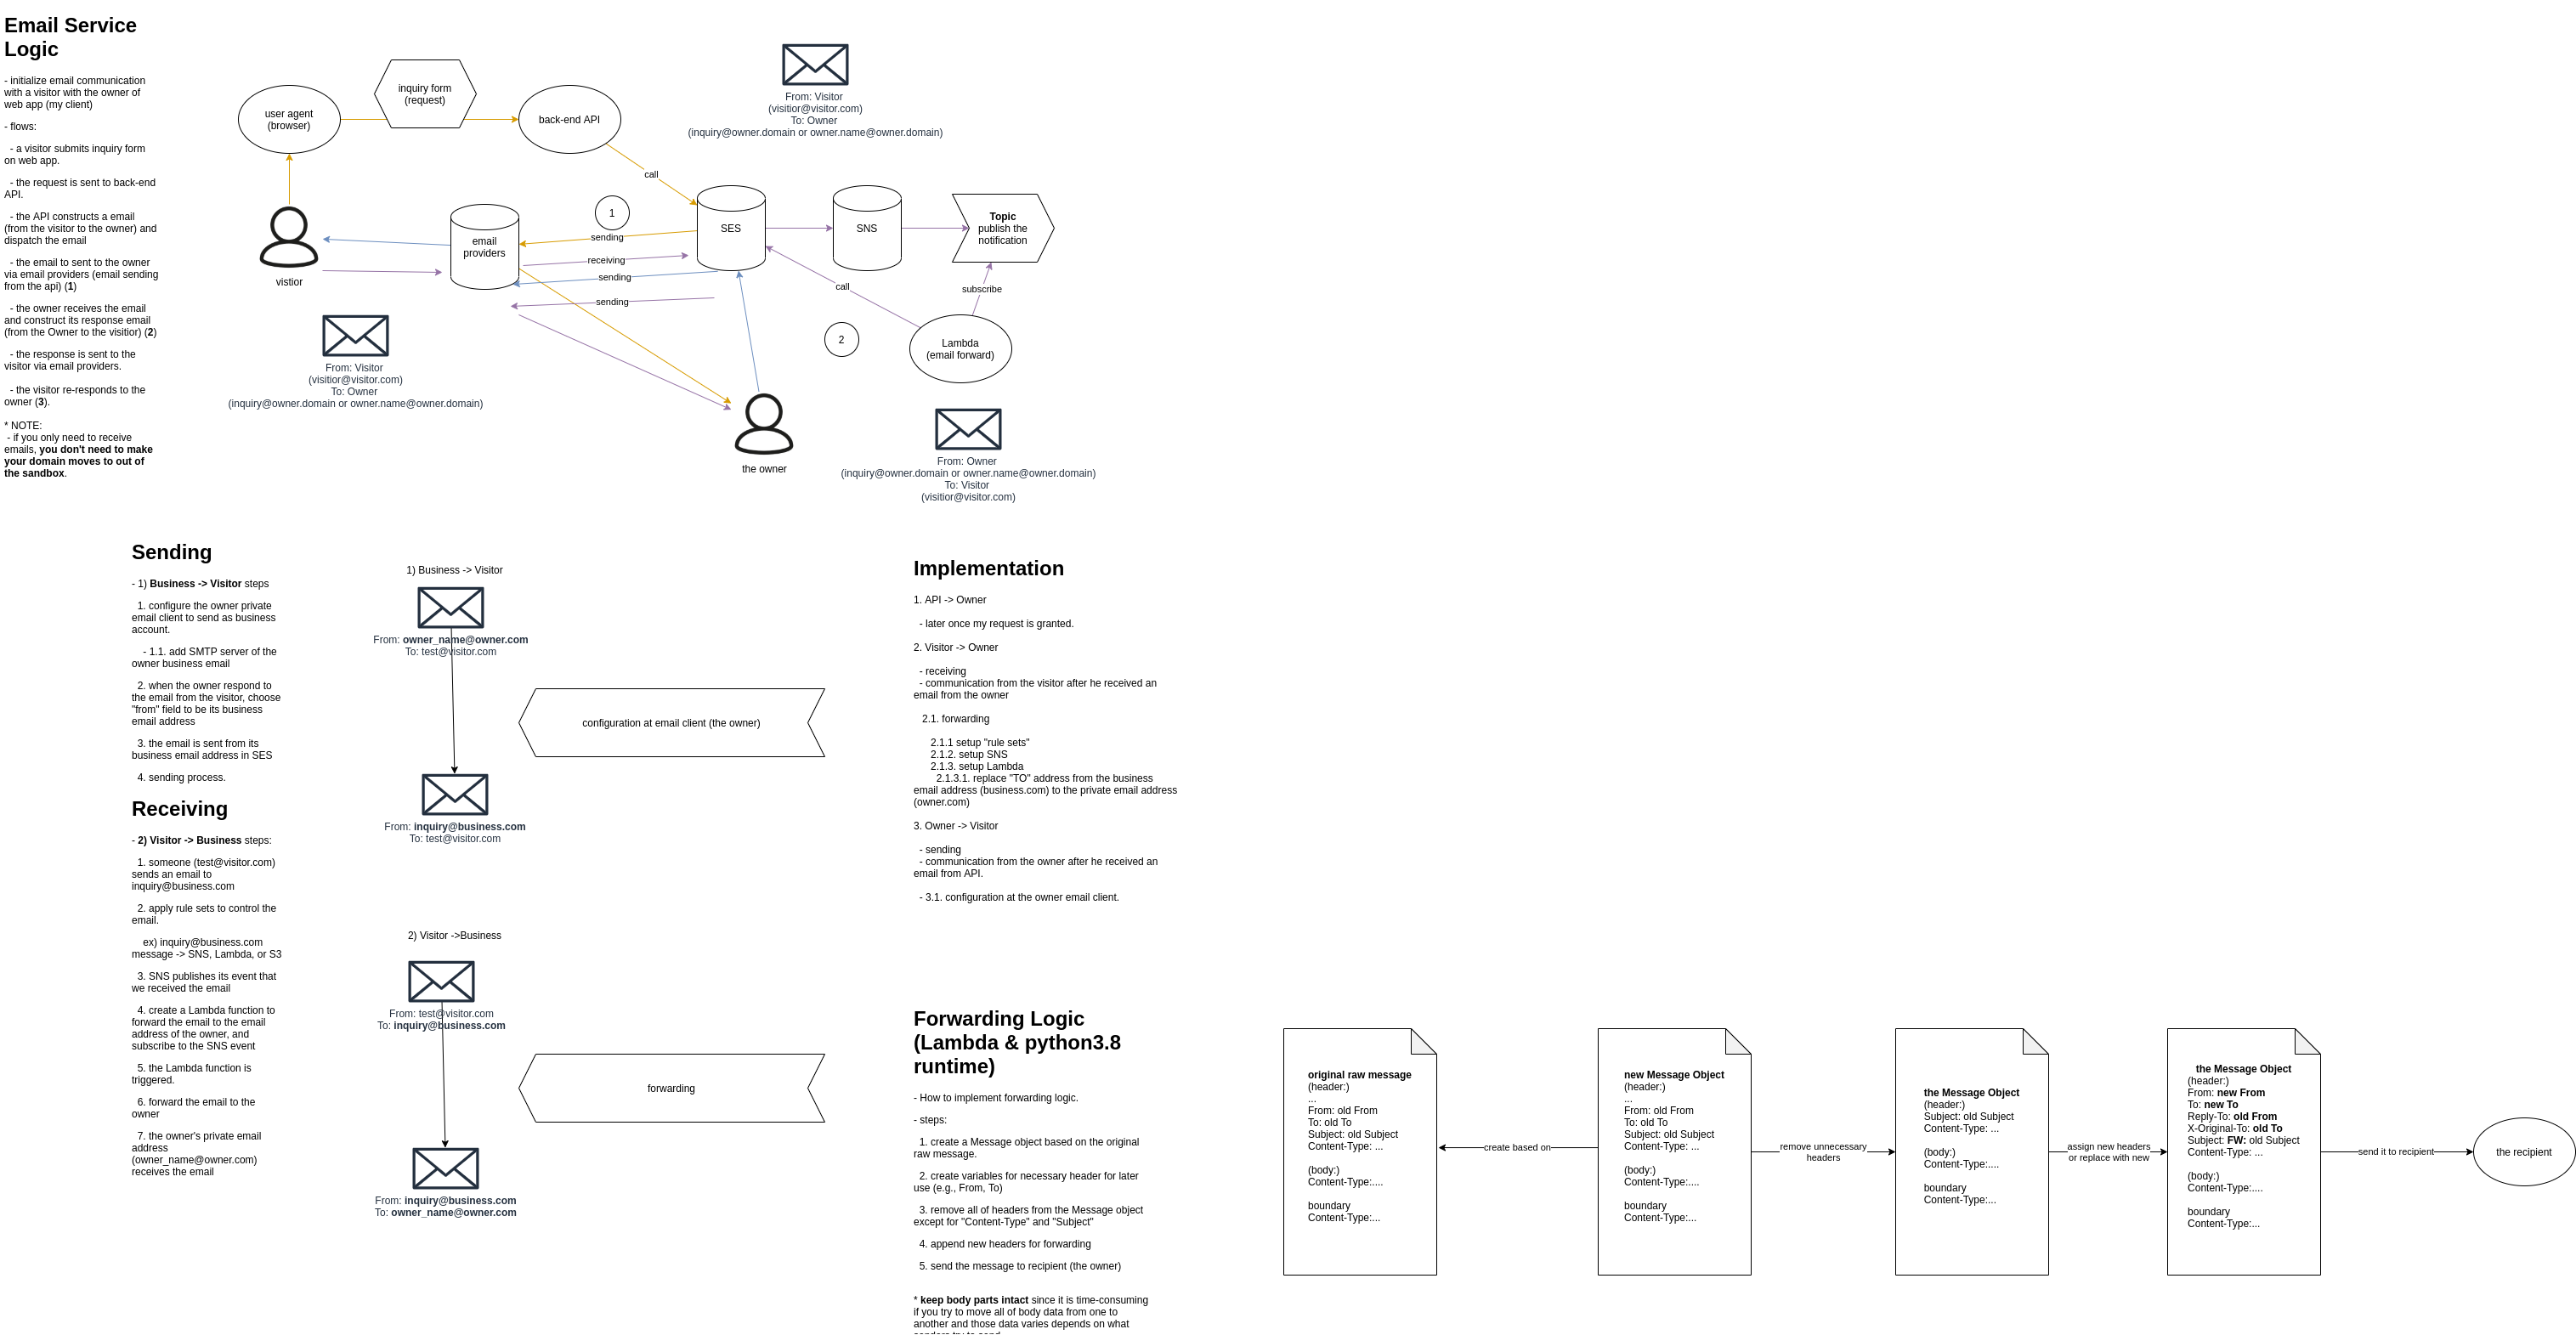 Email Service
Logic
- initialize email communication
with a visitor with the owner of
web app (my client)
- flows:
- a visitor submits inquiry form
on web app.
- the request is sent to back-end
API.
- the API constructs a email
(from the visitor to the owner) and
dispatch the email
- the email to sent to the owner
via email providers (email sending
from the api) (1)
- the owner receives the email
and construct its response email
(from the Owner to the visitior) (2)
- the response is sent to the
visitor via email providers.
- the visitor re-responds to the
owner (3).
* NOTE:
- if you only need to receive
emails, you don't need to make
your domain moves to out of
the sandbox.
user agent
(browser)
inquiry form
(request)
back-end API
From: Visitor
(visitior@visitor.com)
To: Owner
(inquiry@owner.domain or owner.name@owner.domain)
call
1
sending
receiving
sending
sending
vistior
email
providers
SES
SNS
Topic
publish the
notification
call
subscribe
2
Lambda
(email forward)
From: Visitor
(visitior@visitor.com)
To: Owner
(inquiry@owner.domain or owner.name@owner.domain)
the owner
From: Owner
(inquiry@owner.domain or owner.name@owner.domain)
To: Visitor
(visitior@visitor.com)
Sending
- 1) Business -> Visitor steps
1. configure the owner private
email client to send as business
account.
- 1.1. add SMTP server of the
owner business email
2. when the owner respond to
the email from the visitor, choose
"from" field to be its business
email address
3. the email is sent from its
business email address in SES
4. sending process.
Receiving
- 2) Visitor -> Business steps:
1. someone (test@visitor.com)
sends an email to
inquiry@business.com
2. apply rule sets to control the
email.
ex) inquiry@business.com
message -> SNS, Lambda, or S3
3. SNS publishes its event that
we received the email
4. create a Lambda function to
forward the email to the email
address of the owner, and
subscribe to the SNS event
5. the Lambda function is
triggered.
6. forward the email to the
owner
7. the owner's private email
address
(owner_name@owner.com)
receives the email
1) Business -> Visitor
From: owner_name@owner.com
To: test@visitor.com
configuration at email client (the owner)
From: inquiry@business.com
To: test@visitor.com
2) Visitor ->Business
From: test@visitor.com
To: inquiry@business.com
forwarding
From: inquiry@business.com
To: owner_name@owner.com
Implementation
1. API -> Owner
- later once my request is granted.
2. Visitor -> Owner
- receiving
- communication from the visitor after he received an
email from the owner
2.1. forwarding
2.1.1 setup "rule sets"
2.1.2. setup SNS
2.1.3. setup Lambda
2.1.3.1. replace "TO" address from the business
email address (business.com) to the private email address
(owner.com)
3. Owner -> Visitor
- sending
- communication from the owner after he received an
email from API.
- 3.1. configuration at the owner email client.
Forwarding Logic
(Lambda & python3.8
runtime)
- How to implement forwarding logic.
- steps:
1. create a Message object based on the original
raw message.
2. create variables for necessary header for later
use (e.g., From, To)
3. remove all of headers from the Message object
except for "Content-Type" and "Subject"
4. append new headers for forwarding
5. send the message to recipient (the owner)
* keep body parts intact since it is time-consuming
if you try to move all of body data from one to
another and those data varies depends on what
original raw message
(header:)
...
From: old From
To: old To
Subject: old Subject
Content-Type: ...
(body:)
Content-Type:....
boundary
Content-Type:...
create based on
new Message Object
(header:)
...
From: old From
To: old To
Subject: old Subject
Content-Type: ...
(body:)
Content-Type:....
boundary
Content-Type:...
remove unnecessary
headers
the Message Object
(header:)
Subject: old Subject
Content-Type: ...
(body:)
Content-Type:....
boundary
Content-Type:...
assign new headers
or replace with new
the Message Object
(header:)
From: new From
To: new To
Reply-To: old From
X-Original-To: old To
Subject: FW: old Subject
Content-Type: ...
(body:)
Content-Type:....
boundary
Content-Type:...
send it to recipient
the recipient